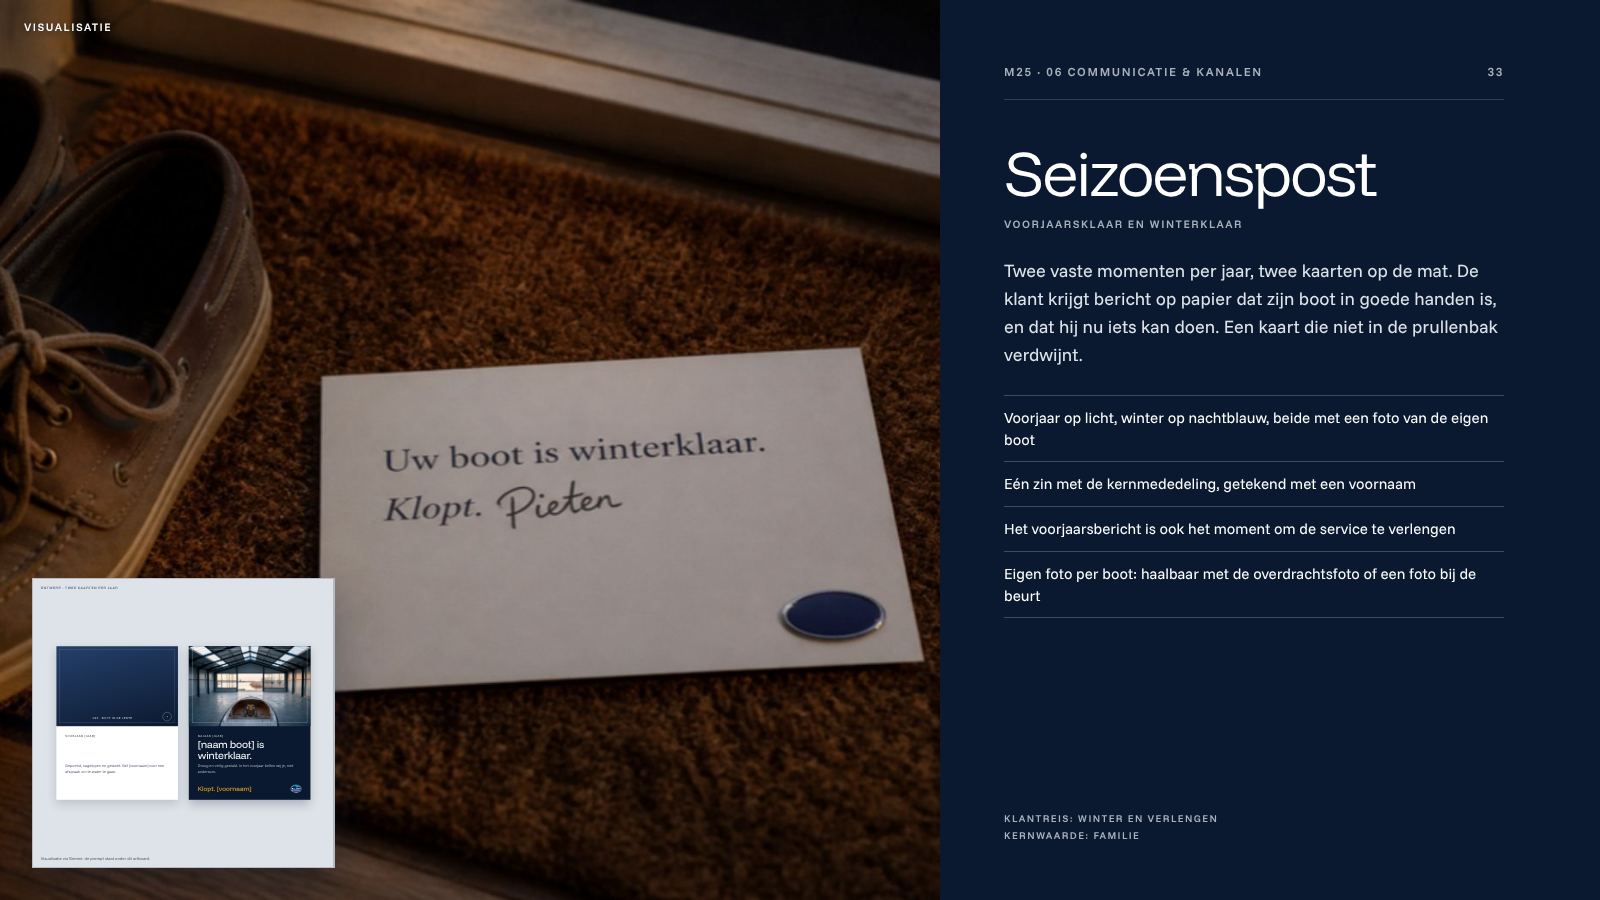 VISUALISATIE
Uw boot is winterklaar.
Klopt. Pieten
[naam boot] is
winterklaar.
Klopt. [voornaam]
M25 · 06 COMMUNICATIE & KANALEN
33
Seizoenspost
VOORJAARSKLAAR EN WINTERKLAAR
Twee vaste momenten per jaar, twee kaarten op de mat. De
klant krijgt bericht op papier dat zijn boot in goede handen is,
en dat hij nu iets kan doen. Een kaart die niet in de prullenbak
verdwijnt.
Voorjaar op licht, winter op nachtblauw, beide met een foto van de eigen
boot
Eén zin met de kernmededeling, getekend met een voornaam
Het voorjaarsbericht is ook het moment om de service te verlengen
Eigen foto per boot: haalbaar met de overdrachtsfoto of een foto bij de
beurt
KLANTREIS: WINTER EN VERLENGEN
KERNWAARDE: FAMILIE